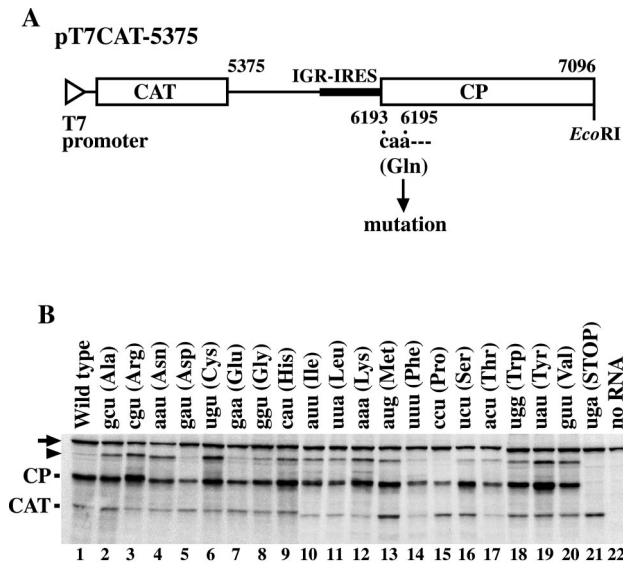 A
pT7CAT-5375
5375
IGR-IRES
7096
CAT
CP
T7
promoter
6193 6195
caa---
(Gln)
EcoRI
mutation
B
Wild type
gcu (Ala)
cgu (Arg)
aau (Asn)
gau (Asp)
ugu (Cys)
gaa (Glu)
ggu (Gly)
cau (His)
auu (Ile)
uua (Leu)
aaa (Lys)
aug (Met)
uuu (Phe)
ccu (Pro)
ucu (Ser)
acu (Thr)
ugg (Trp)
uau (Tyr)
guu (Val)
uga (STOP)
no RNA
CP
CAT
1 2 3 4 5 6 7 8 9 10 11 12 13 14 15 16 17 18 19 20 21 22